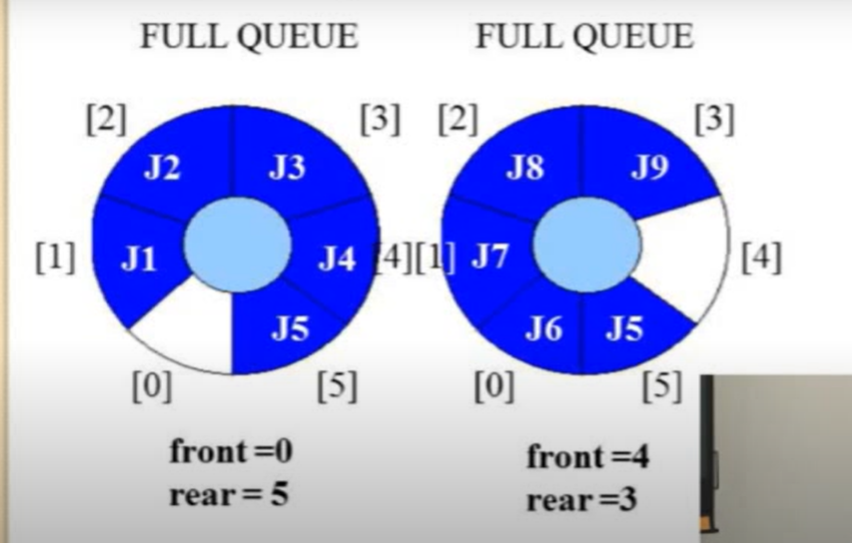 FULL QUEUE FULL QUEUE
[2] [3] [2] [3]
J2 J3 J8 J9
[1] J1 J4 [4][1] J7 [4]
J5 J6 J5
[0] [5] [0] [5]
front =0 front =4
rear = 5 rear =3